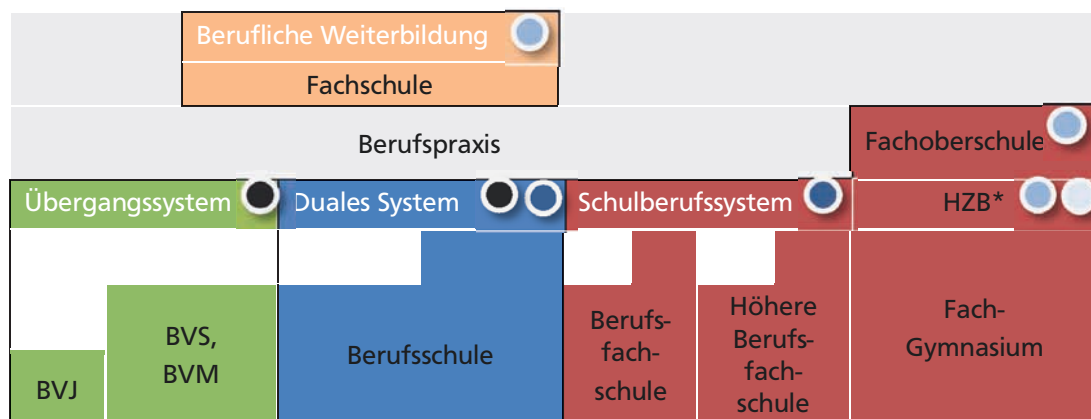 Berufliche Weiterbildung
Fachschule
Berufspraxis
Fachoberschule
Übergangssystem
Duales System
Schulberufssystem
HZB*
BVJ
BVS,
BVM
Berufsschule
Berufs-
fach-
schule
Höhere
Berufs-
fach-
schule
Fach-
Gymnasium